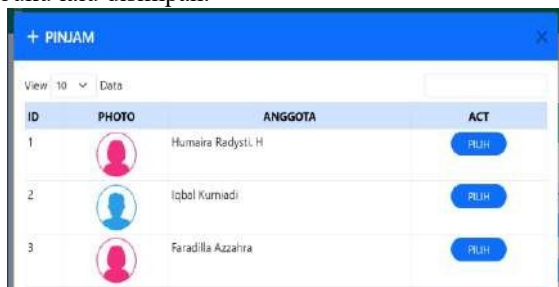 + PINJAM
View 10 Data
ID PHOTO ANGGOTA ACT
1 Humaira Radysti. H PILIH
2 Iqbal Kurniadi PILIH
3 Faradilla Azzahra PILIH